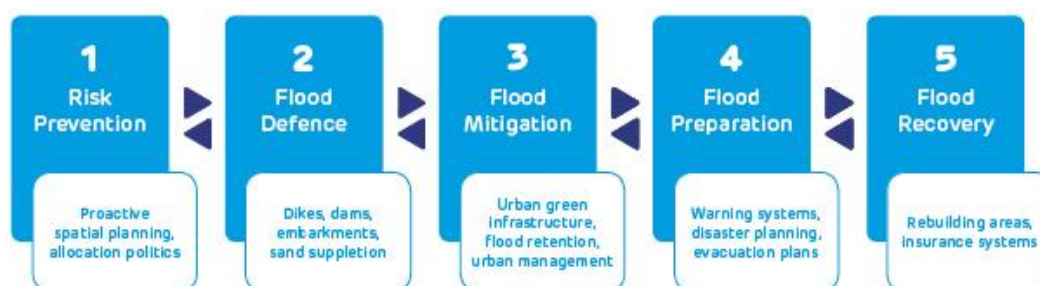 1
Risk
Prevention
Proactive
spatial planning,
allocation politics
2
Flood
Defence
Dikes, dams,
embarkments,
sand suppletion
3
Flood
Mitigation
Urban green
infrastructure,
flood retention,
urban management
4
Flood
Preparation
Warning systems,
disaster planning,
evacuation plans
5
Flood
Recovery
Rebuilding areas,
insurance systems